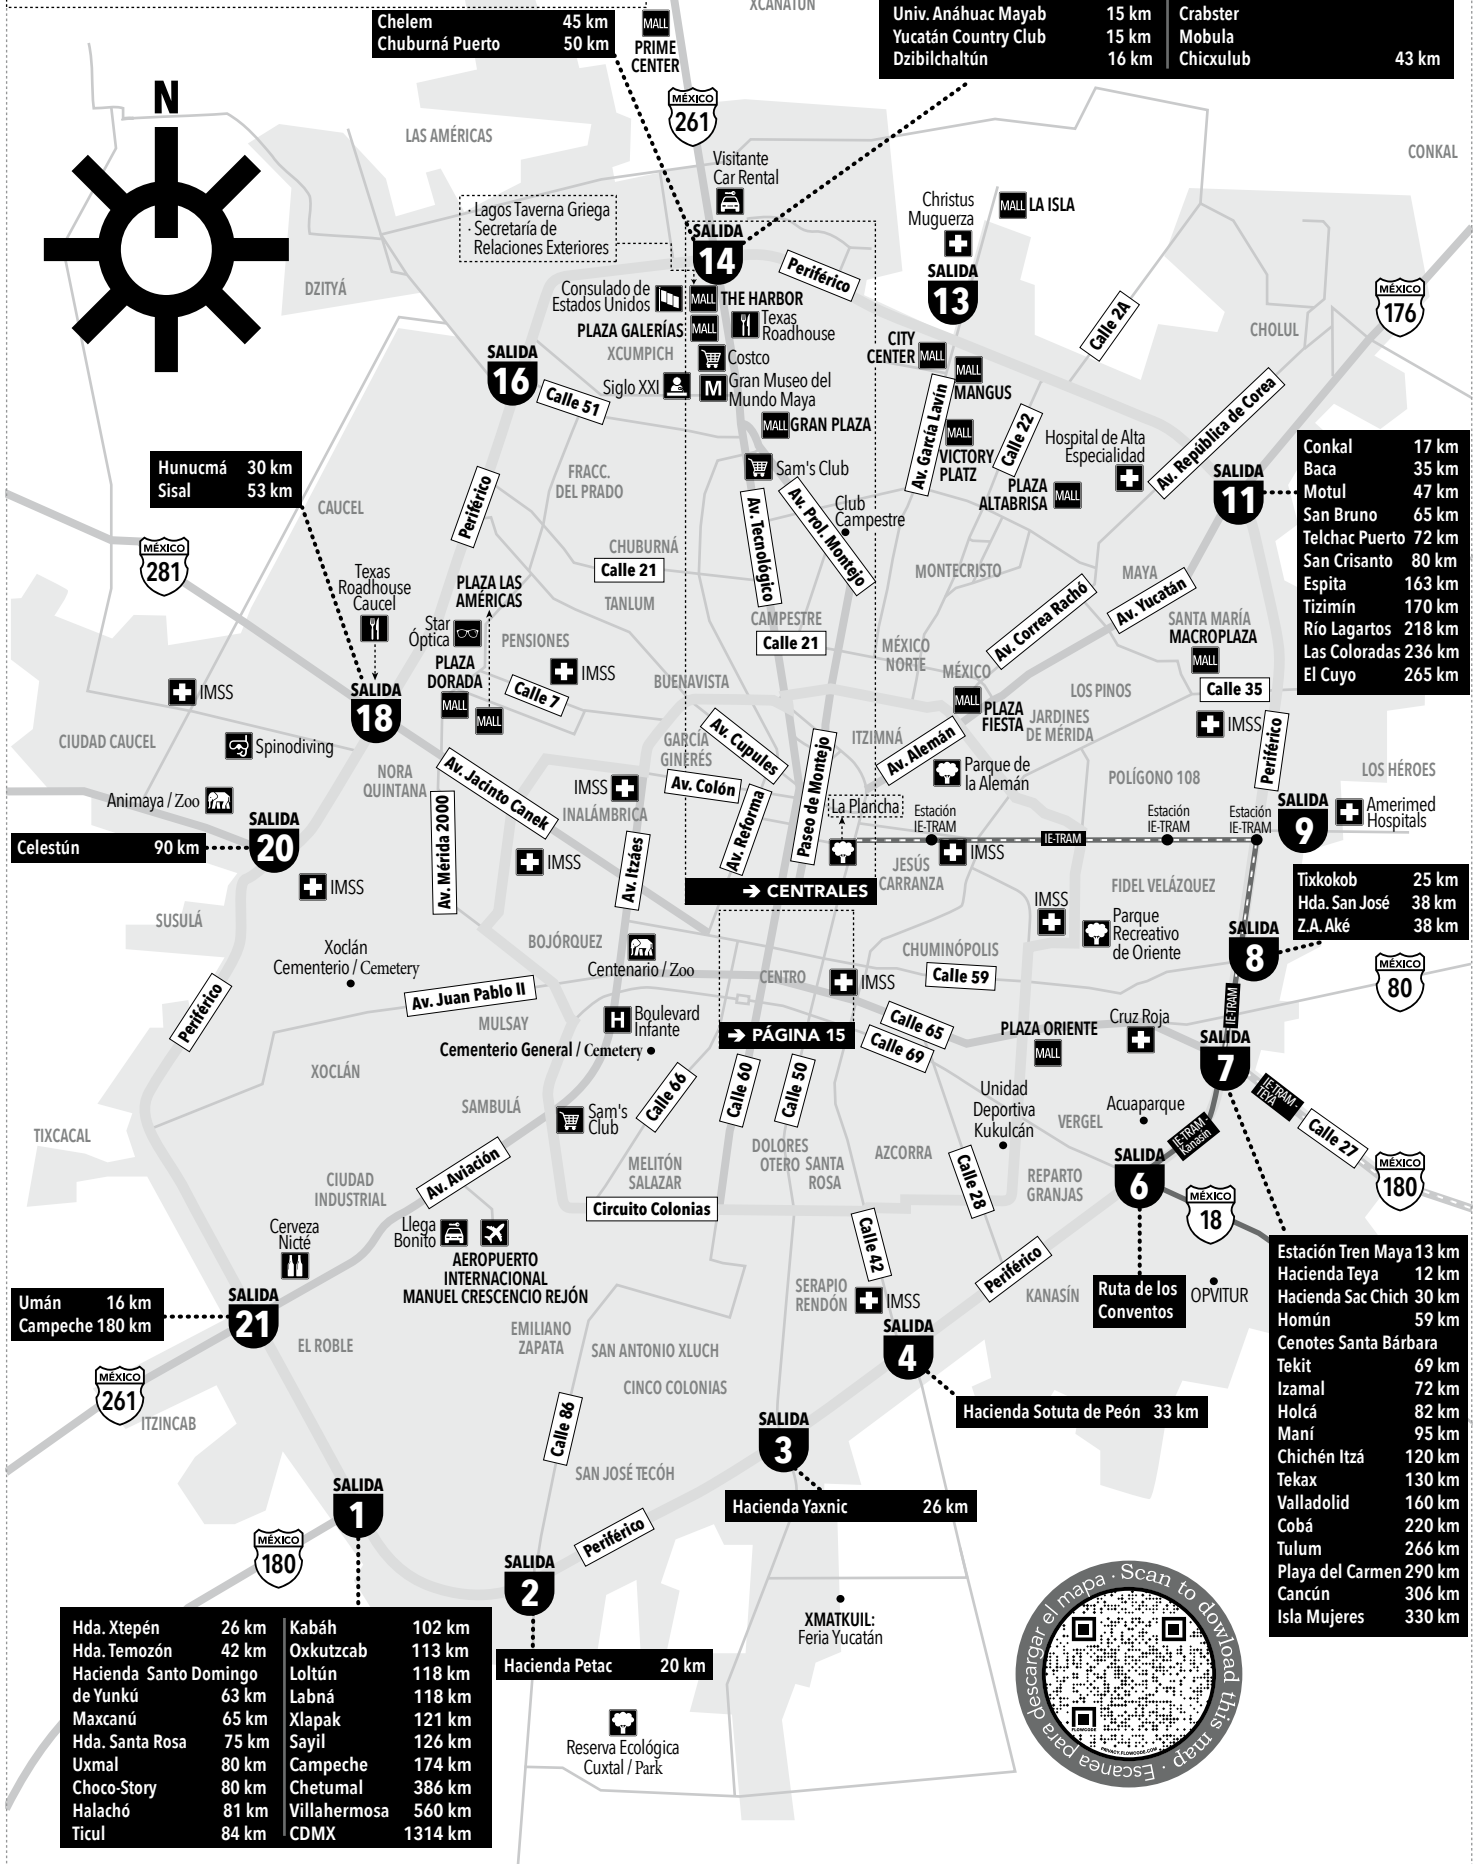 XCANATÚN
Chelem 45 km
Chuburná Puerto 50 km
MALL
PRIME
CENTER
Univ. Anáhuac Mayab 15 km
Yucatán Country Club 15 km
Dzibilchaltún 16 km
Crabster
Mobula
Chicxulub 43 km
MÉXICO
261
N
LAS AMÉRICAS
CONKAL
Visitante
Car Rental
· Lagos Taverna Griega
· Secretaría de
Relaciones Exteriores
Christus
Muguerza
MALL LA ISLA
SALIDA
14
Periférico
SALIDA
13
DZITYÁ
Consulado de
Estados Unidos
MALL THE HARBOR
PLAZA GALERÍAS MALL
Texas
Roadhouse
MÉXICO
176
CHOLUL
Calle 2A
XCUMPICH
Costco
CITY
CENTER MALL
MALL
MANGUS
SALIDA
16
Calle 51
Siglo XXI
M Gran Museo del
Mundo Maya
MALL GRAN PLAZA
Av. García Lavín
MALL
VICTORY
PLATZ
Calle 22
Hospital de Alta
Especialidad
Av. República de Corea
PLAZA
ALTABRISA MALL
Sam's Club
Hunucmá 30 km
Sisal 53 km
FRACC.
DEL PRADO
CAUCEL
Periférico
Av. Tecnológico
Av. Prol. Montejo
Club
Campestre
SALIDA
11
Conkal 17 km
Baca 35 km
Motul 47 km
San Bruno 65 km
Telchac Puerto 72 km
San Crisanto 80 km
Espita 163 km
Tizimín 170 km
Río Lagartos 218 km
Las Coloradas 236 km
El Cuyo 265 km
MÉXICO
281
CHUBURNÁ
Calle 21
TANLUM
MONTECRISTO
MAYA
Texas
Roadhouse
Caucel
PLAZA LAS
AMÉRICAS
Star
Óptica
PENSIONES
CAMPESTRE
Calle 21
Av. Correa Rachó
Av. Yucatán
SANTA MARÍA
MACROPLAZA
MALL
PLAZA
DORADA
MALL
MALL
IMSS
Calle 7
BUENAVISTA
MÉXICO
NORTE
MÉXICO
LOS PINOS
Calle 35
IMSS
SALIDA
18
MALL
PLAZA
FIESTA
JARDINES
DE MÉRIDA
IMSS
Periférico
CIUDAD CAUCEL
Spinodiving
GARCÍA
GINERÉS
Av. Cupules
ITZIMNÁ
Av. Alemán
NORA
QUINTANA
Av. Jacinto Canek
Av. Colón
Paseo de Montejo
Parque de
la Alemán
POLÍGONO 108
LOS HÉROES
Animaya / Zoo
Av. Mérida 2000
IMSS
INALÁMBRICA
Av. Reforma
La Plancha
Estación
IE-TRAM
Estación
IE-TRAM
Estación
IE-TRAM
SALIDA
9
Amerimed
Hospitals
SALIDA
20
Celestún 90 km
IMSS
Av. Itzáes
IE-TRAM
IMSS
JESÚS
CARRANZA
→ CENTRALES
FIDEL VELÁZQUEZ
IMSS
Tixkokob 25 km
Hda. San José 38 km
Z.A. Aké 38 km
IMSS
Parque
Recreativo
de Oriente
SUSULÁ
Xoclán
Cementerio / Cemetery
BOJÓRQUEZ
Centenario / Zoo
CENTRO
IMSS
CHUMINÓPOLIS
Calle 59
SALIDA
8
MÉXICO
80
Periférico
Av. Juan Pablo II
MULSAY
H Boulevard
Infante
Cementerio General / Cemetery
→ PÁGINA 15
Calle 65
Calle 69
PLAZA ORIENTE
MALL
Cruz Roja
IE-TRAM
SALIDA
7
XOCLÁN
SAMBULÁ
Sam's
Club
Calle 66
Calle 60
Calle 50
Unidad
Deportiva
Kukulcán
VERGEL
Acuaparque
IE-TRAM -
TEYA
Calle 27
TIXCACAL
CIUDAD
INDUSTRIAL
Av. Aviación
MELITÓN
SALAZAR
DOLORES
OTERO
SANTA
ROSA
AZCORRA
Calle 28
REPARTO
GRANJAS
IE-TRAM -
Kanasín
SALIDA
6
MÉXICO
180
MÉXICO
18
Circuito Colonias
Cerveza
Nicté
Llega
Bonito
AEROPUERTO
INTERNACIONAL
MANUEL CRESCENCIO REJÓN
Calle 42
SERAPIO
RENDÓN
IMSS
Periférico
KANASÍN
Ruta de los
Conventos
OPVITUR
Umán 16 km
Campeche 180 km
SALIDA
21
EL ROBLE
EMILIANO
ZAPATA
SAN ANTONIO XLUCH
CINCO COLONIAS
SALIDA
4
Estación Tren Maya 13 km
Hacienda Teya 12 km
Hacienda Sac Chich 30 km
Homún 59 km
Cenotes Santa Bárbara
Tekit 69 km
Izamal 72 km
Holcá 82 km
Maní 95 km
Chichén Itzá 120 km
Tekax 130 km
Valladolid 160 km
Cobá 220 km
Tulum 266 km
Playa del Carmen 290 km
Cancún 306 km
Isla Mujeres 330 km
MÉXICO
261
ITZINCAB
Calle 86
Hacienda Sotuta de Peón 33 km
SALIDA
3
SAN JOSÉ TECÓH
Hacienda Yaxnic 26 km
SALIDA
1
MÉXICO
180
Periférico
SALIDA
2
XMATKUIL:
Feria Yucatán
Hacienda Petac 20 km
Reserva Ecológica
Cuxtal / Park
Hda. Xtepén 26 km
Hda. Temozón 42 km
Hacienda Santo Domingo
de Yunkú 63 km
Maxcanú 65 km
Hda. Santa Rosa 75 km
Uxmal 80 km
Choco-Story 80 km
Halachó 81 km
Ticul 84 km
Kabáh 102 km
Oxkutzcab 113 km
Loltún 118 km
Labná 118 km
Xlapak 121 km
Sayil 126 km
Campeche 174 km
Chetumal 386 km
Villahermosa 560 km
CDMX 1314 km
Escanea para descargar el mapa · Scan to dowload this map ·
FLOWCODE
PRIVACY.FLOWCODE.COM